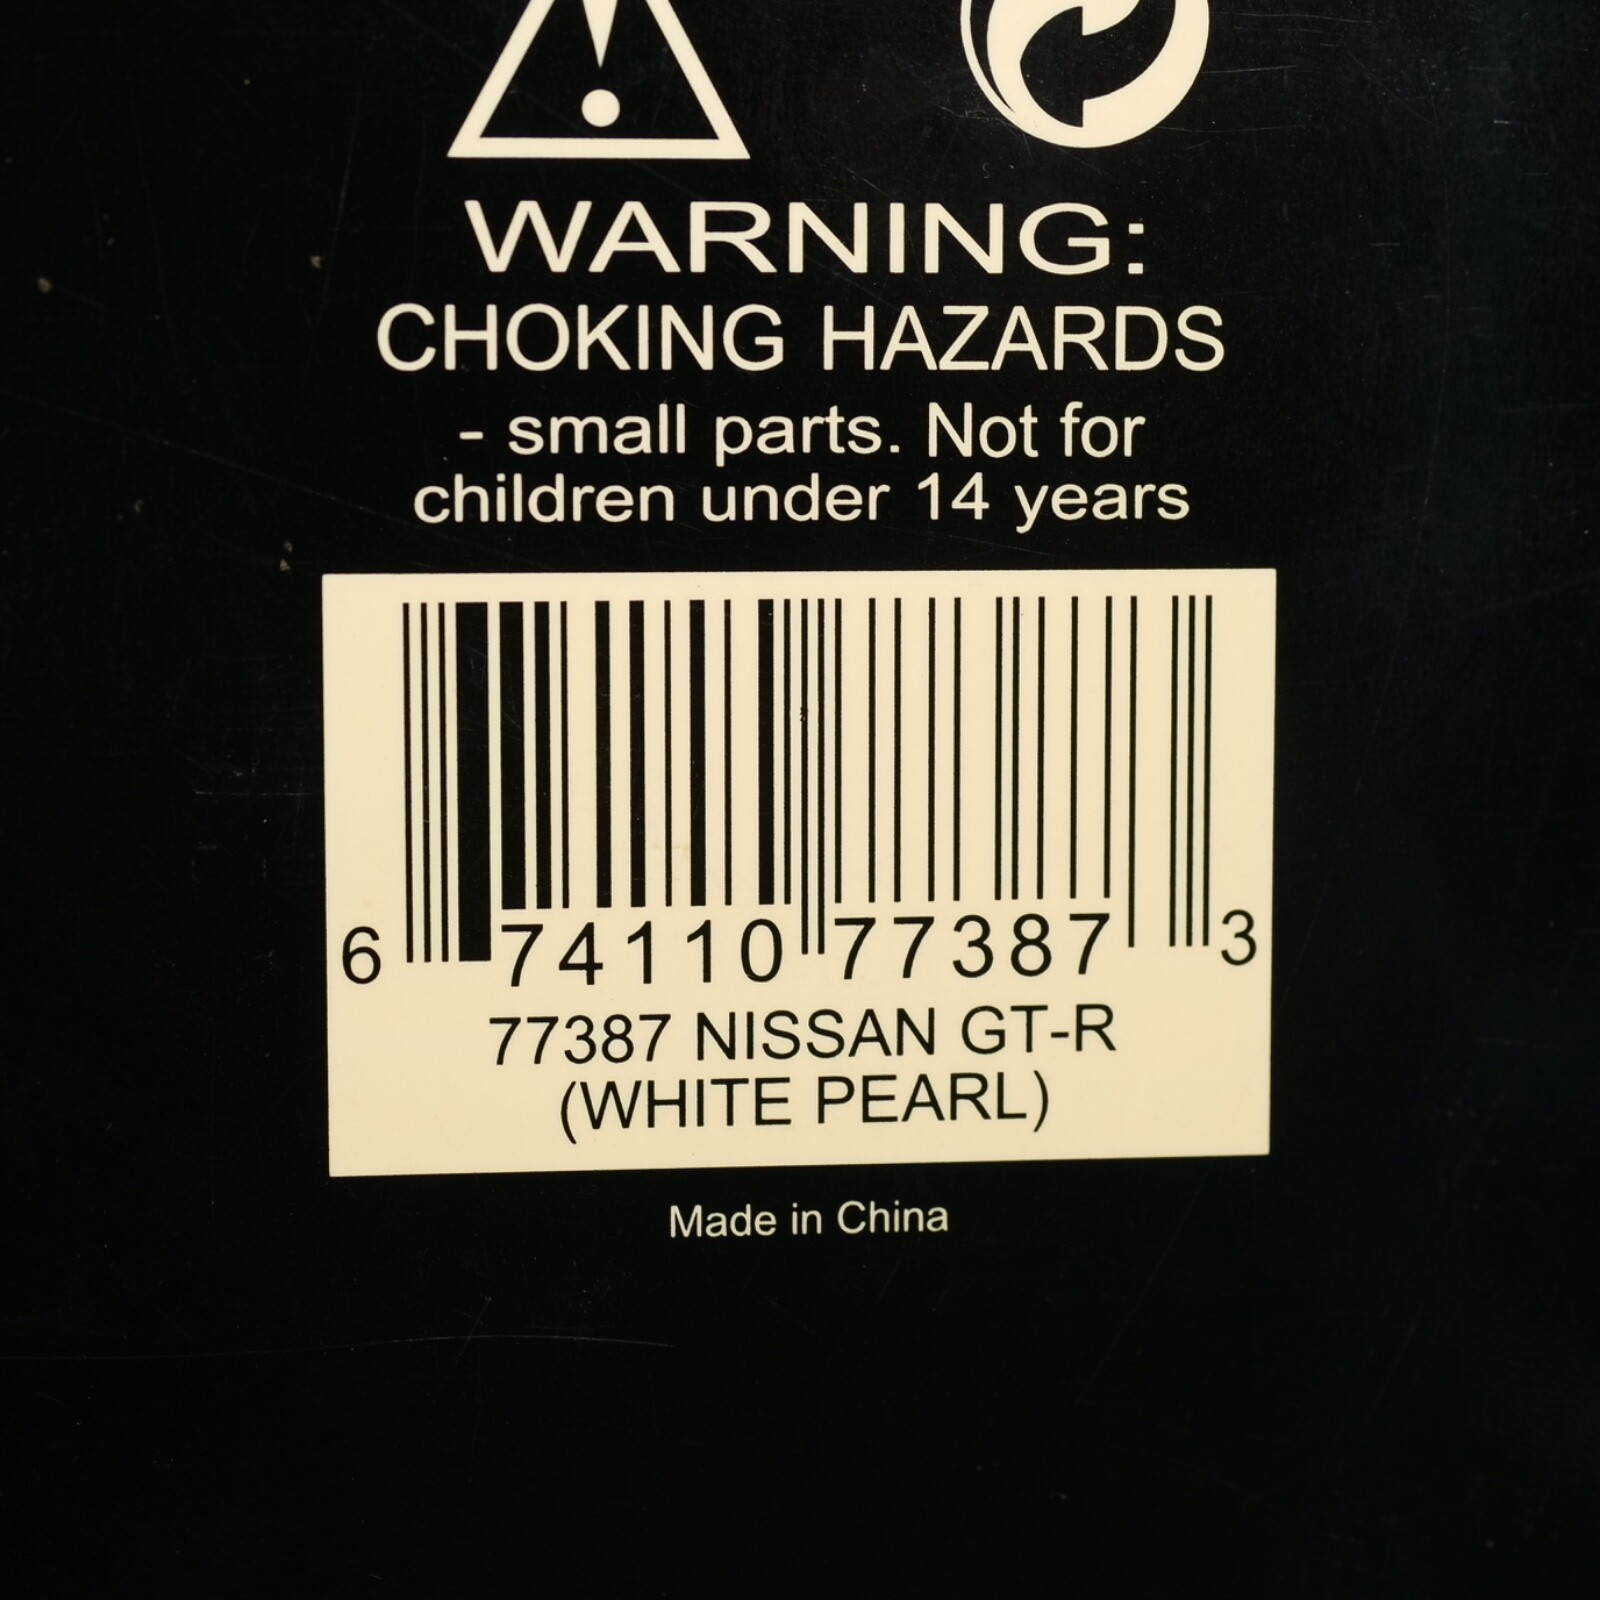 WARNING:
CHOKING HAZARDS
- small parts. Not for
children under 14 years
6 74110 77387 3
77387 NISSAN GT-R
(WHITE PEARL)
Made in China